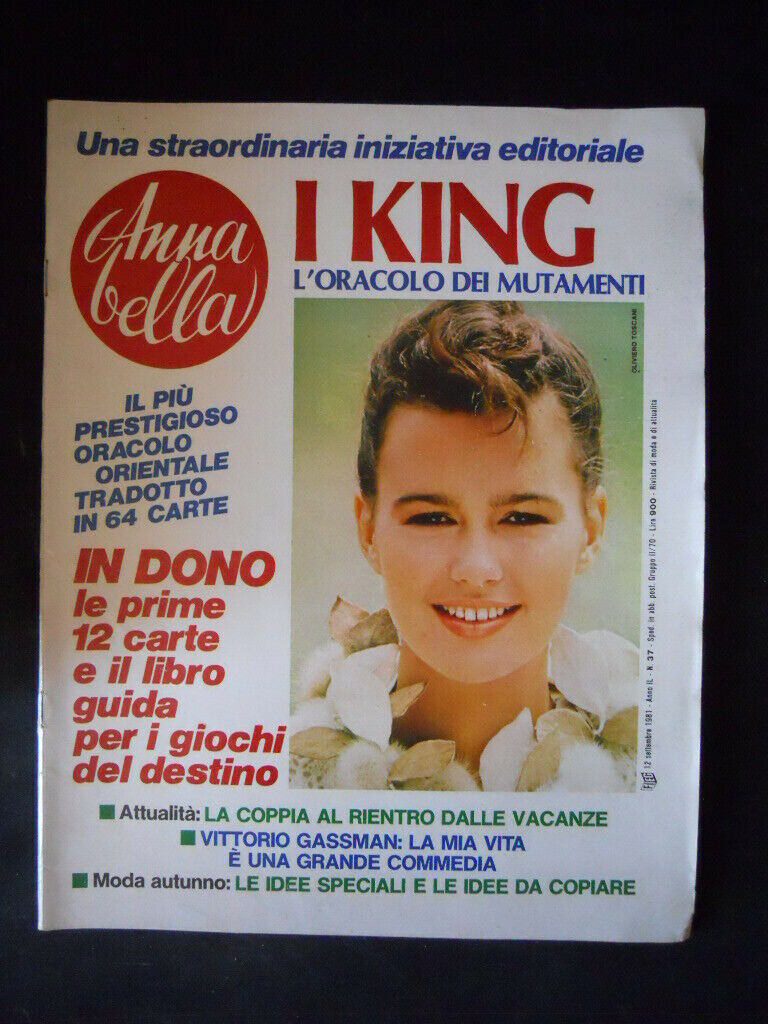 Una straordinaria iniziativa editoriale
Anna
bella
I KING
L'ORACOLO DEI MUTAMENTI
OLIVIERO TOSCANI
IL PIÙ
PRESTIGIOSO
ORACOLO
ORIENTALE
TRADOTTO
IN 64 CARTE
IN DONO
le prime
12 carte
e il libro
guida
per i giochi
del destino
12 settembre 1981 - Anno IL - N. 37 - Sped. in abb. post. Gruppo II/70 - Lire 900 - Rivista di moda e di attualità
■ Attualità: LA COPPIA AL RIENTRO DALLE VACANZE
■ VITTORIO GASSMAN: LA MIA VITA
È UNA GRANDE COMMEDIA
■ Moda autunno: LE IDEE SPECIALI E LE IDEE DA COPIARE